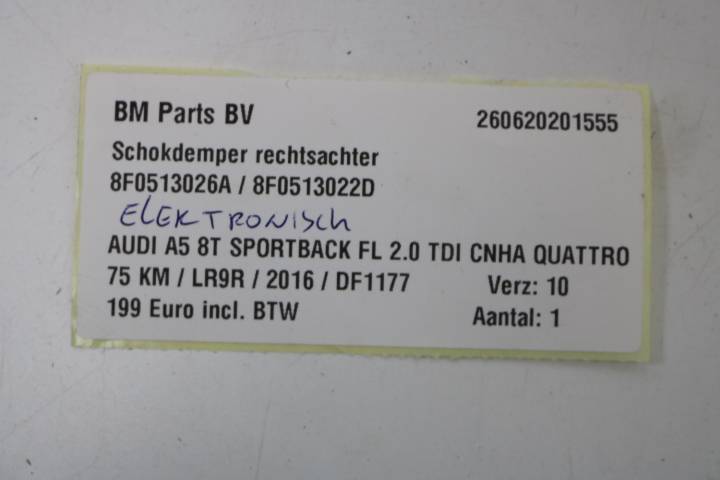 BM Parts BV 260620201555
Schokdemper rechtsachter
8F0513026A / 8F0513022D
ELEKTRONISCH
AUDI A5 8T SPORTBACK FL 2.0 TDI CNHA QUATTRO
75 KM / LR9R / 2016 / DF1177 Verz: 10
199 Euro incl. BTW Aantal: 1